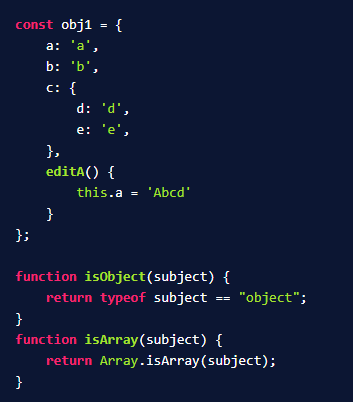 const obj1 = {
    a: 'a',
    b: 'b',
    c: {
        d: 'd',
        e: 'e',
    },
    editA() {
        this.a = 'Abcd'
    }
};

function isObject(subject) {
    return typeof subject == "object";
}
function isArray(subject) {
    return Array.isArray(subject);
}